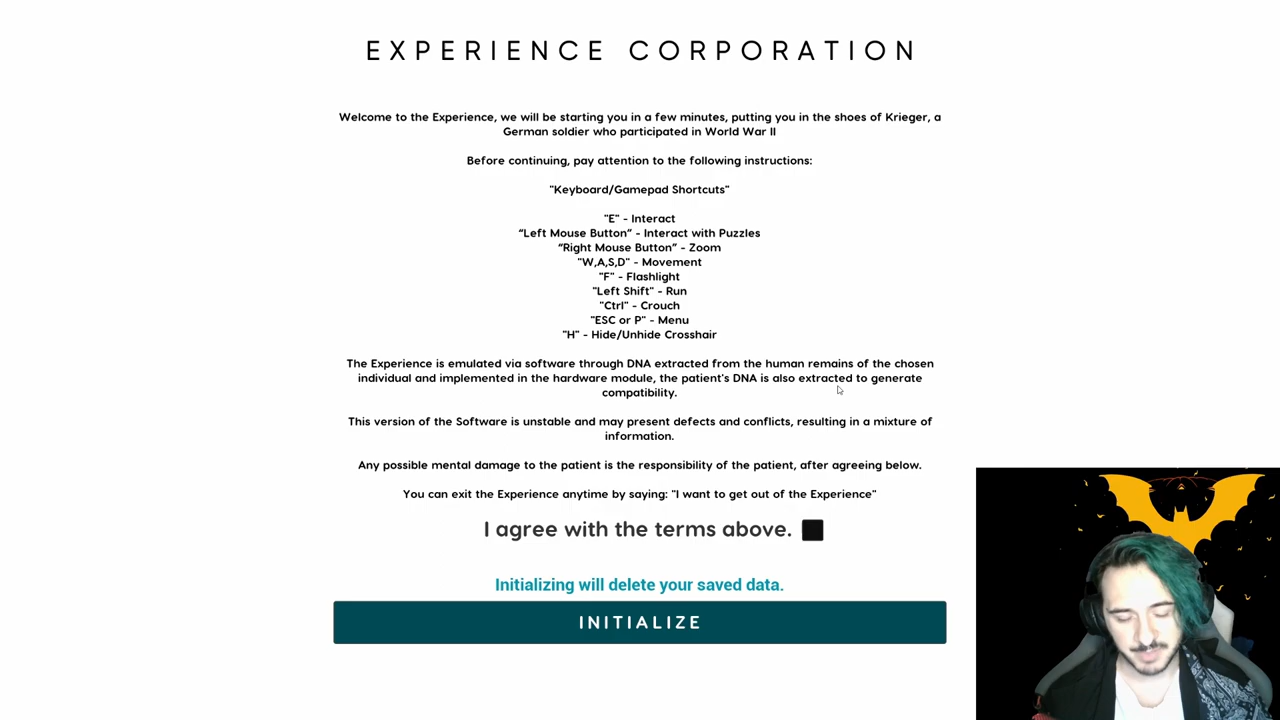 EXPERIENCE CORPORATION
Welcome to the Experience, we will be starting you in a few minutes, putting you in the shoes of Krieger, a
German soldier who participated in World War II
Before continuing, pay attention to the following instructions:
"Keyboard/Gamepad Shortcuts"
"E" - Interact
“Left Mouse Button” - Interact with Puzzles
“Right Mouse Button” - Zoom
"W,A,S,D" - Movement
"F" - Flashlight
"Left Shift" - Run
"Ctrl" - Crouch
"ESC or P" - Menu
"H" - Hide/Unhide Crosshair
The Experience is emulated via software through DNA extracted from the human remains of the chosen
individual and implemented in the hardware module, the patient's DNA is also extracted to generate
compatibility.
This version of the Software is unstable and may present defects and conflicts, resulting in a mixture of
information.
Any possible mental damage to the patient is the responsibility of the patient, after agreeing below.
You can exit the Experience anytime by saying: "I want to get out of the Experience"
I agree with the terms above.
Initializing will delete your saved data.
INITIALIZE